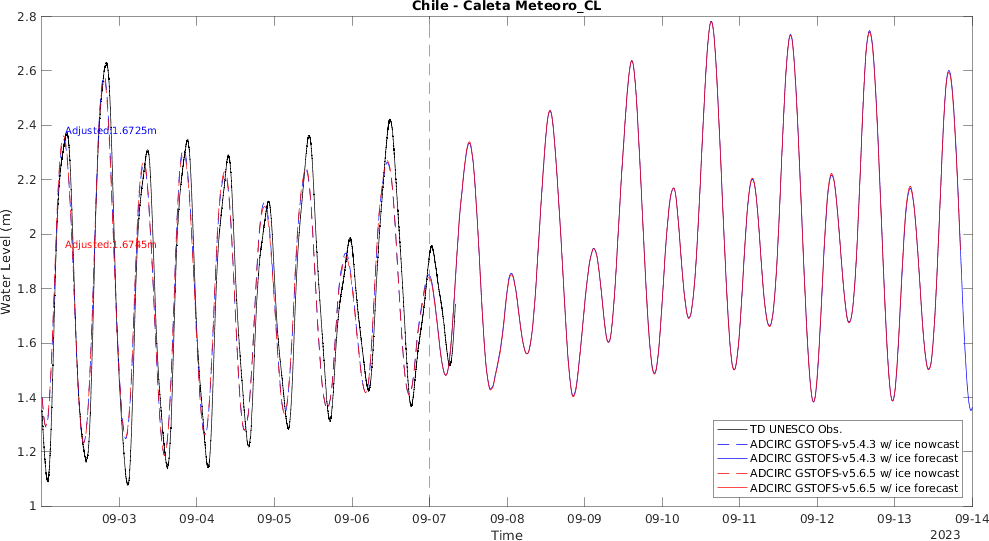 Chile - Caleta Meteoro_CL
2.8
2.6
2.4
2.2
2
1.8
1.6
1.4
1.2
1
Water Level (m)
Adjusted:1.6725m
Adjusted:1.6745m
TD UNESCO Obs.
ADCIRC GSTOFS-v5.4.3 w/ ice nowcast
ADCIRC GSTOFS-v5.4.3 w/ ice forecast
ADCIRC GSTOFS-v5.6.5 w/ ice nowcast
ADCIRC GSTOFS-v5.6.5 w/ ice forecast
09-03 09-04 09-05 09-06 09-07 09-08 09-09 09-10 09-11 09-12 09-13 09-14
Time
2023